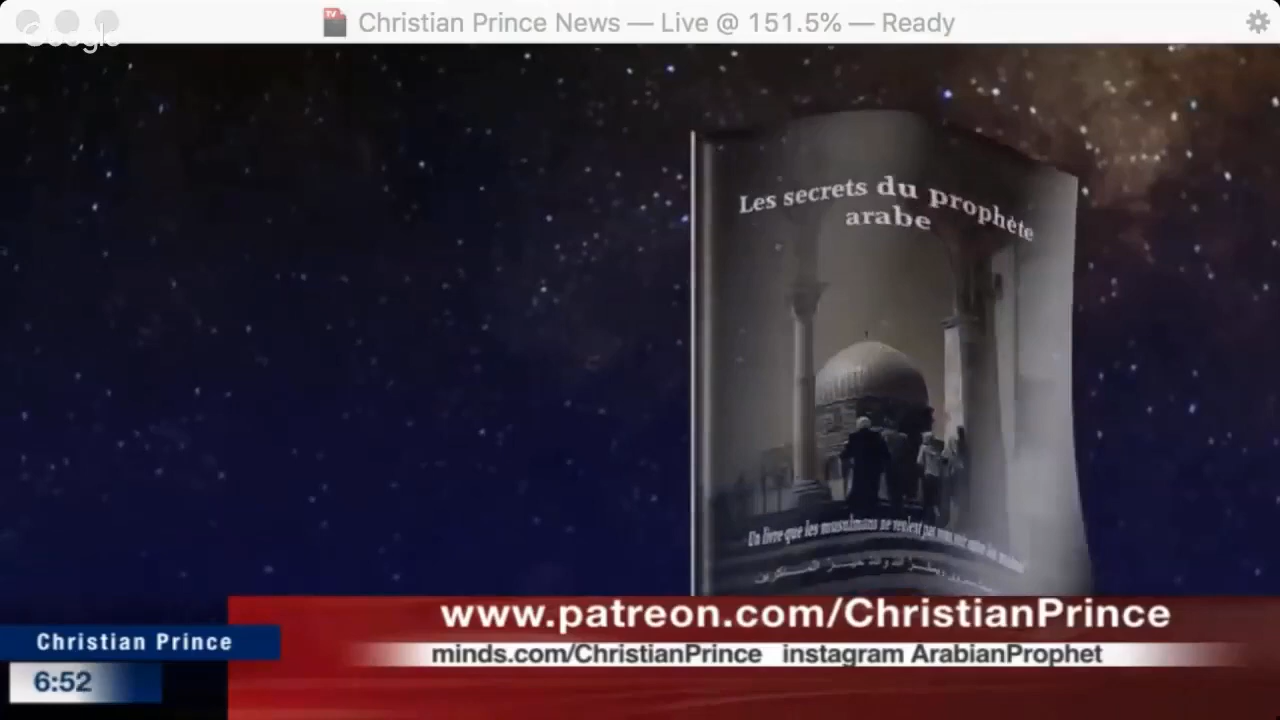 Christian Prince News — Live @ 151.5% — Ready
Google
Les secrets du prophète
arabe
Un livre que les musulmans ne veulent pas
www.patreon.com/ChristianPrince
Christian Prince
minds.com/ChristianPrince instagram ArabianProphet
6:52